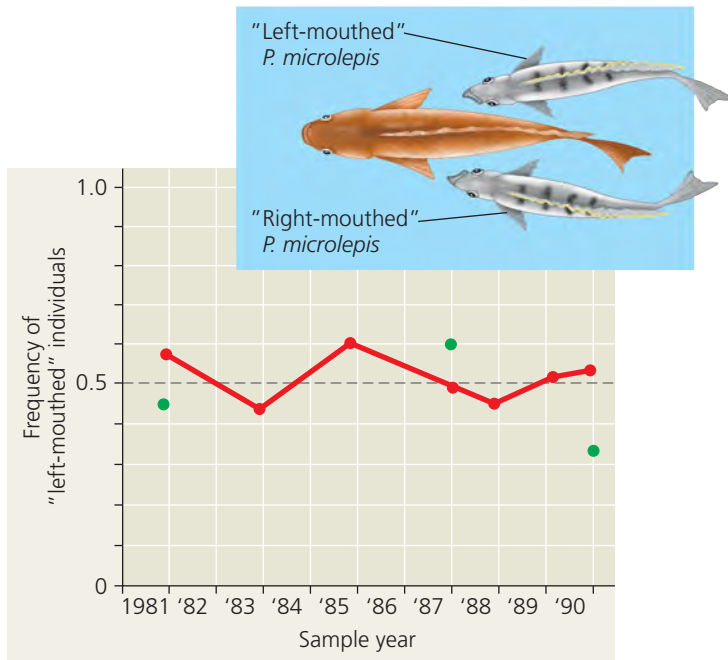 ”Left-mouthed”
P. microlepis
”Right-mouthed”
P. microlepis
1.0
0.5
0
Frequency of
”left-mouthed” individuals
1981 ‘82 ‘83 ‘84 ‘85 ‘86 ‘87 ‘88 ‘89 ‘90
Sample year